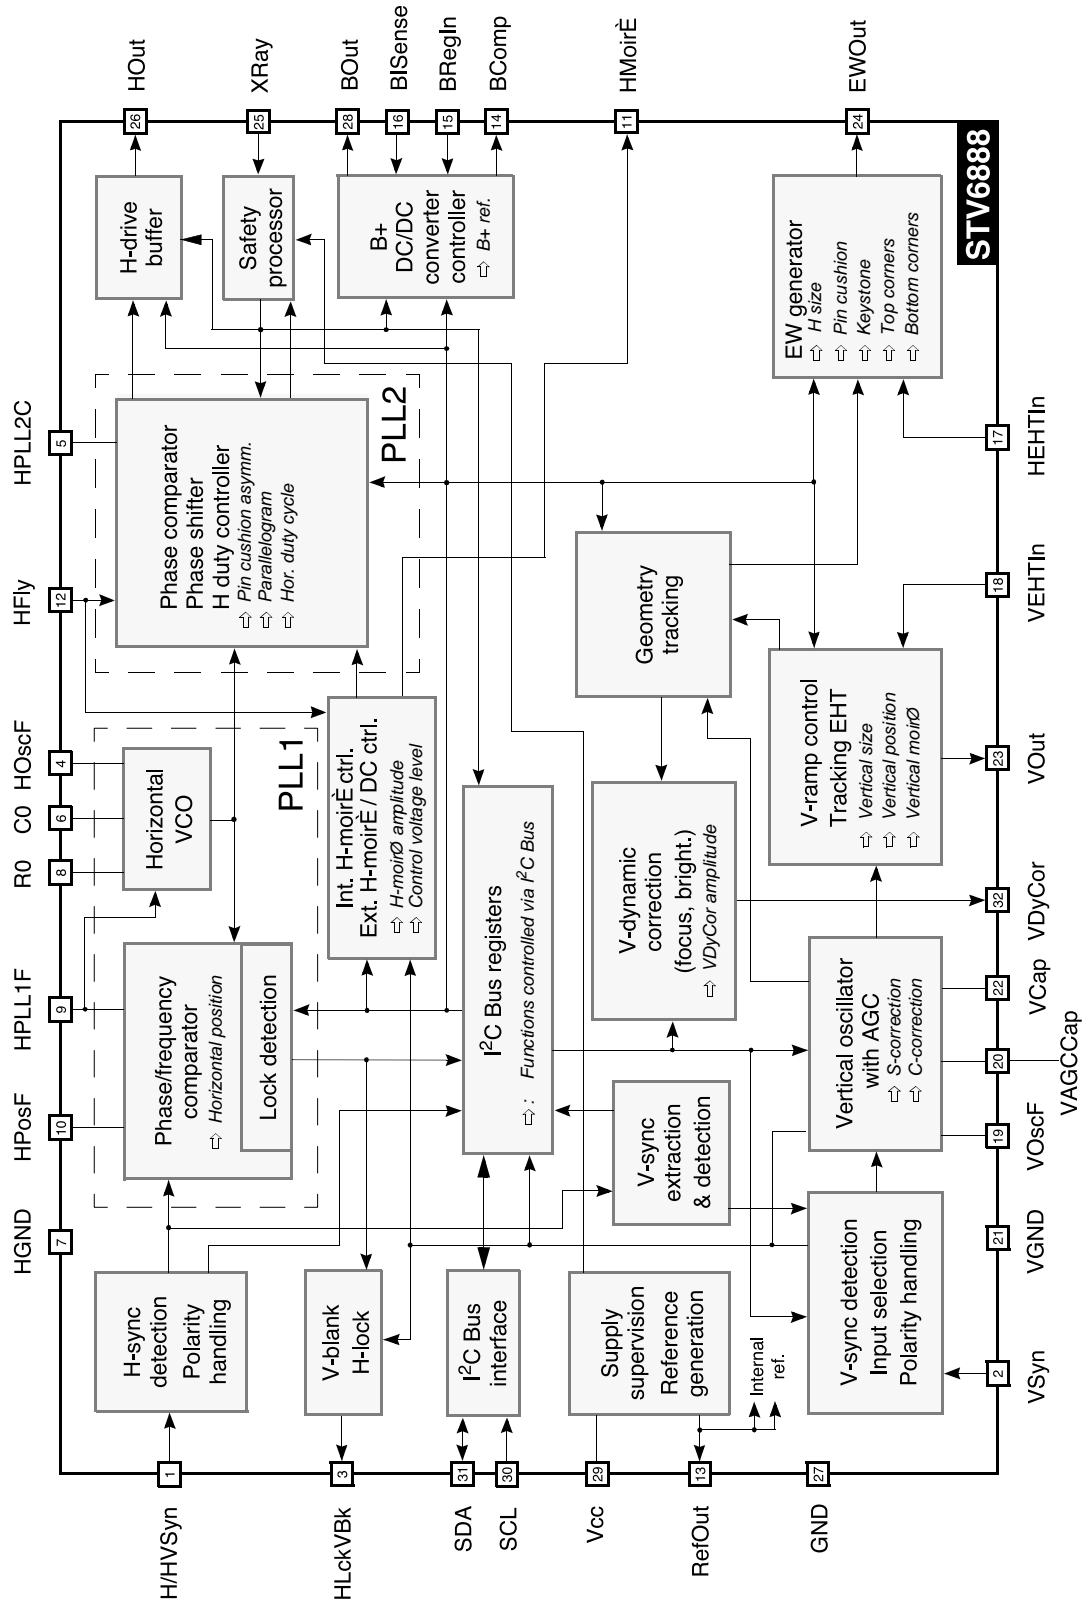 H/HVSyn
1
HLckVBk
3
SDA
31
SCL
30
Vcc
29
RefOut
13
GND
27
HGND
7
HPosF
10
HPLL1F
9
R0
8
C0
6
HOscF
4
HFly
12
HPLL2C
5
HOut
26
XRay
25
BOut
28
BISense
16
BRegIn
15
BComp
14
HMoirÈ
11
EWOut
24
VSyn
2
VGND
21
VOscF
19
VAGCCap
20
VCap
22
VDyCor
32
VOut
23
VEHTIn
18
HEHTIn
17
H-sync
detection
Polarity
handling
Phase/frequency
comparator
⇨ Horizontal position
Lock detection
Horizontal
VCO
PLL1
Phase comparator
Phase shifter
H duty controller
⇨ Pin cushion asymm.
⇨ Parallelogram
⇨ Hor. duty cycle
PLL2
H-drive
buffer
Safety
processor
B+
DC/DC
converter
controller
⇨ B+ ref.
V-blank
H-lock
Int. H-moirÈ ctrl.
Ext. H-moirÈ / DC ctrl.
⇨ H-moirØ amplitude
⇨ Control voltage level
I²C Bus
interface
I²C Bus registers
⇨ : Functions controlled via I²C Bus
Supply
supervision
Reference
generation
Internal
ref.
V-sync
extraction
& detection
V-dynamic
correction
(focus, bright.)
⇨ VDyCor amplitude
Geometry
tracking
EW generator
⇨ H size
⇨ Pin cushion
⇨ Keystone
⇨ Top corners
⇨ Bottom corners
V-sync detection
Input selection
Polarity handling
Vertical oscillator
with AGC
⇨ S-correction
⇨ C-correction
V-ramp control
Tracking EHT
⇨ Vertical size
⇨ Vertical position
⇨ Vertical moirØ
STV6888